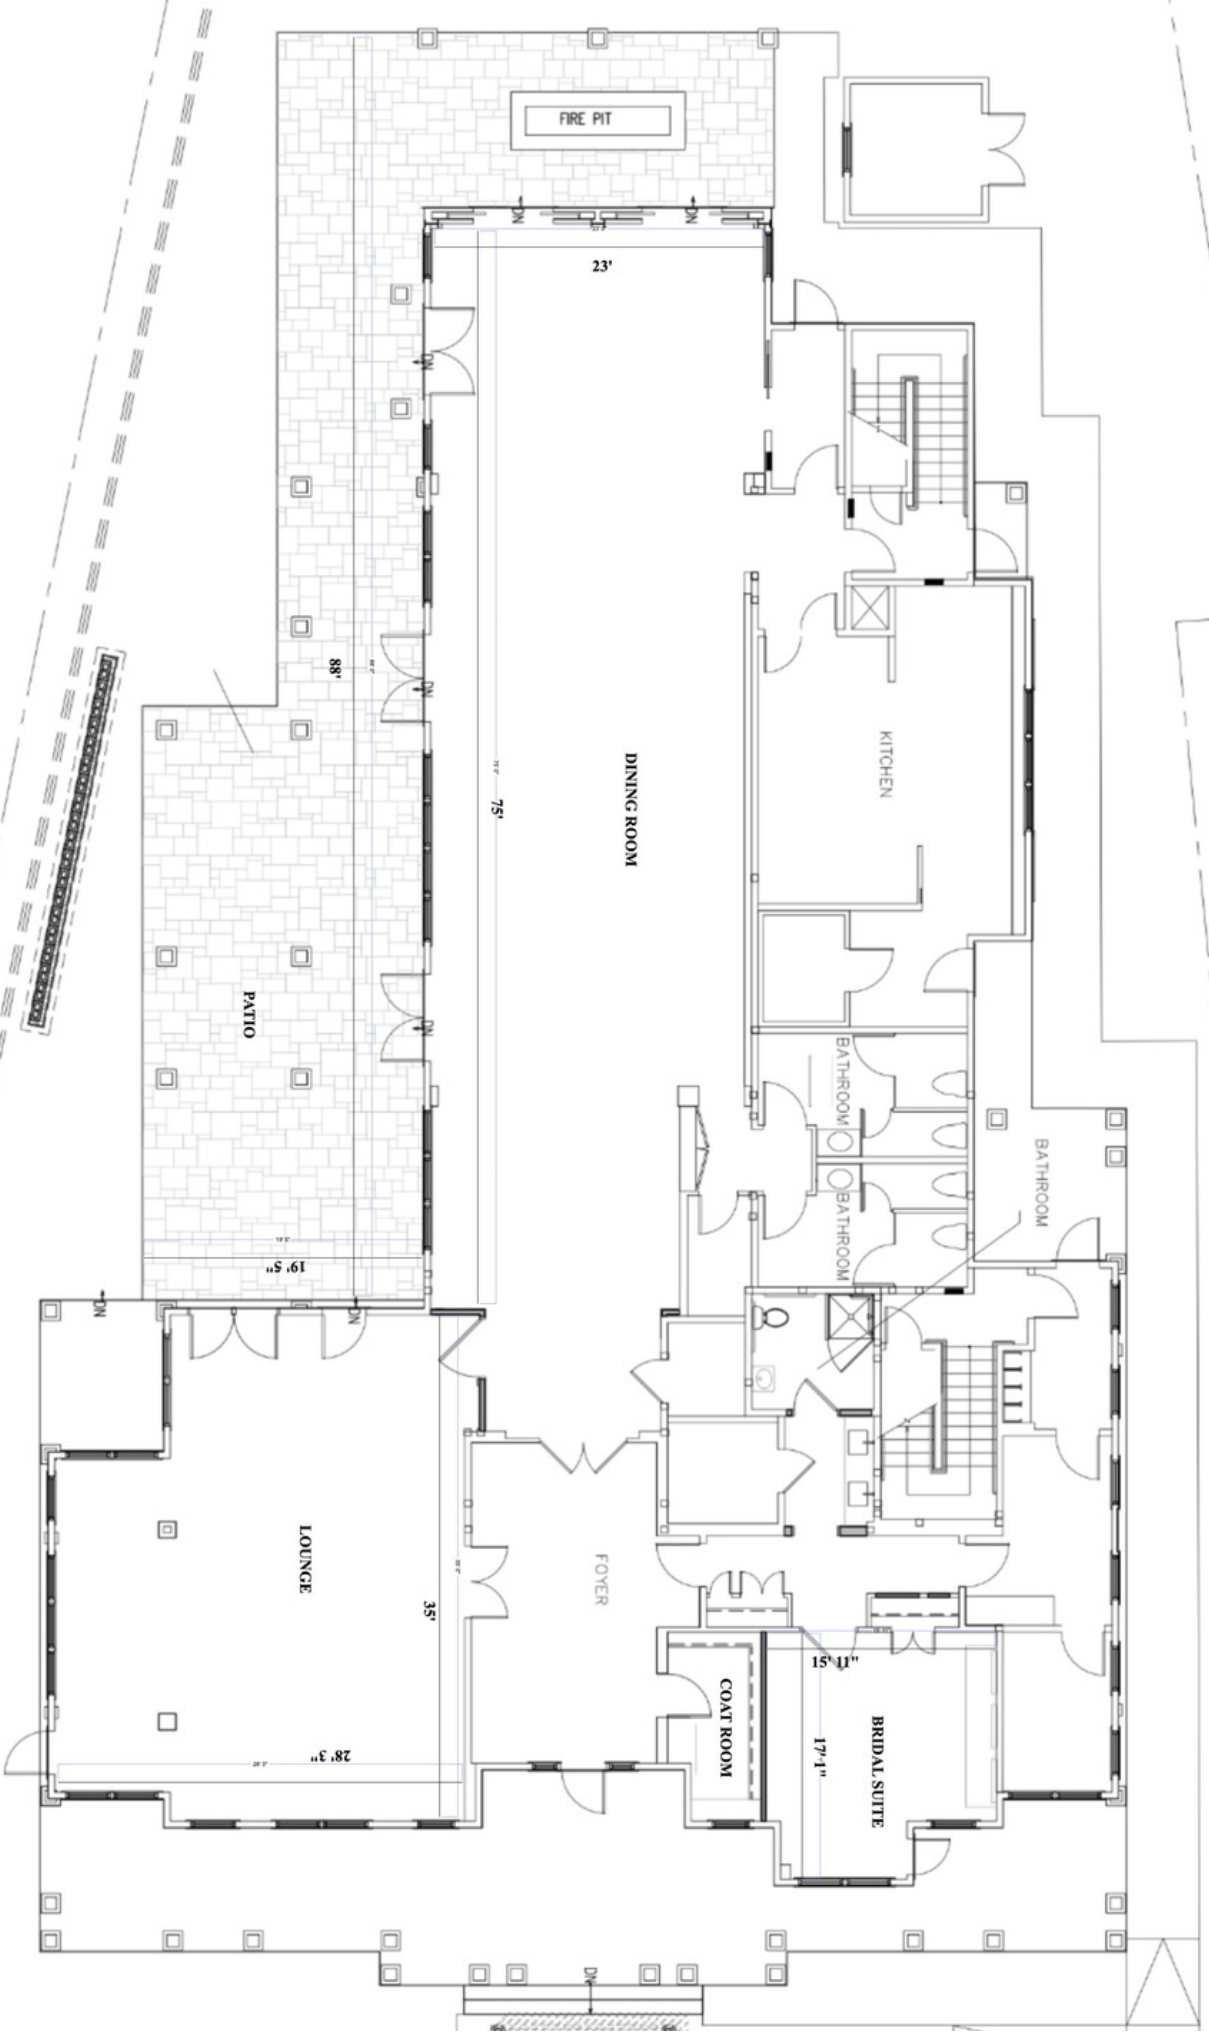 FIRE PIT
DN
DN
23'
DN
88'
DN
75'
DINING ROOM
KITCHEN
PATIO
DN
BATHROOM
BATHROOM
BATHROOM
19' 5"
DN
DN
LOUNGE
35'
FOYER
28' 3"
COAT ROOM
15' 11"
17' 1"
BRIDAL SUITE
DN